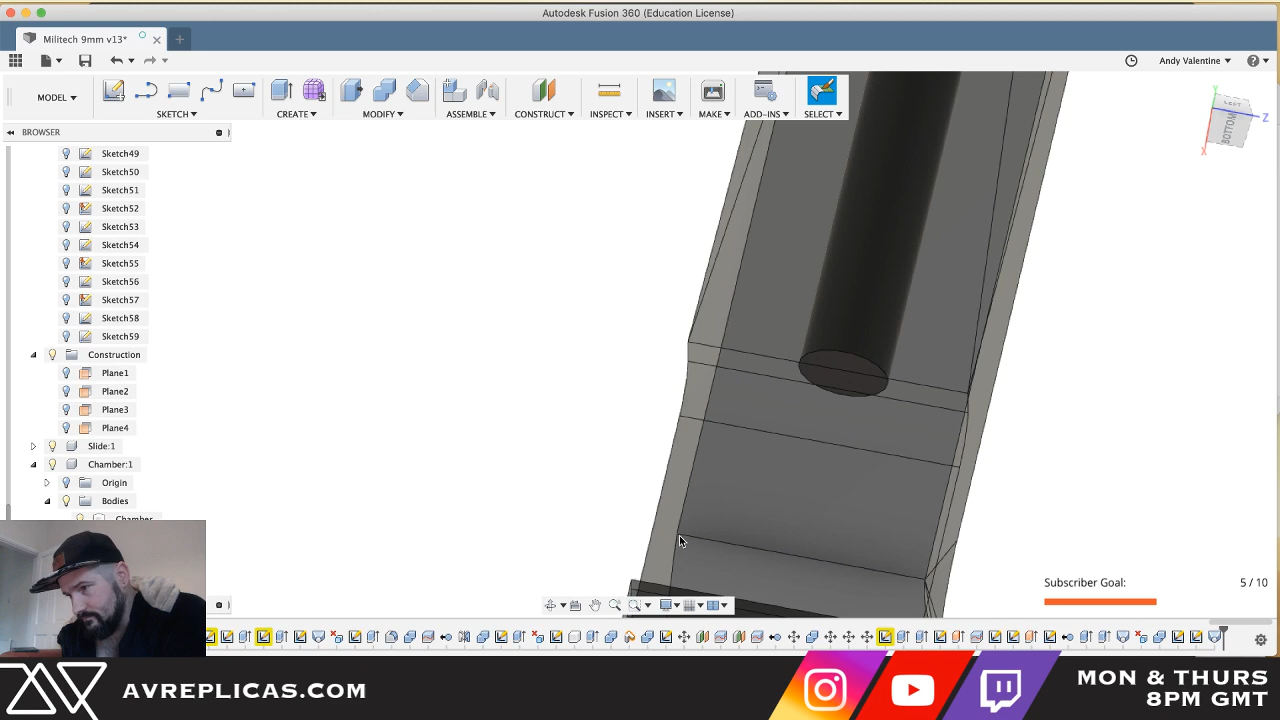 Autodesk Fusion 360 (Education License)
Militech 9mm v13*
Andy Valentine
MODEL
SKETCH
CREATE
MODIFY
ASSEMBLE
CONSTRUCT
INSPECT
INSERT
MAKE
ADD-INS
SELECT
BROWSER
Sketch49
Sketch50
Sketch51
Sketch52
Sketch53
Sketch54
Sketch55
Sketch56
Sketch57
Sketch58
Sketch59
Construction
Plane1
Plane2
Plane3
Plane4
Slide:1
Chamber:1
Origin
Bodies
Chamber
LEFT
BOTTOM
Y
Z
X
Subscriber Goal: 5 / 10
AVREPLICAS.COM
MON & THURS
8PM GMT